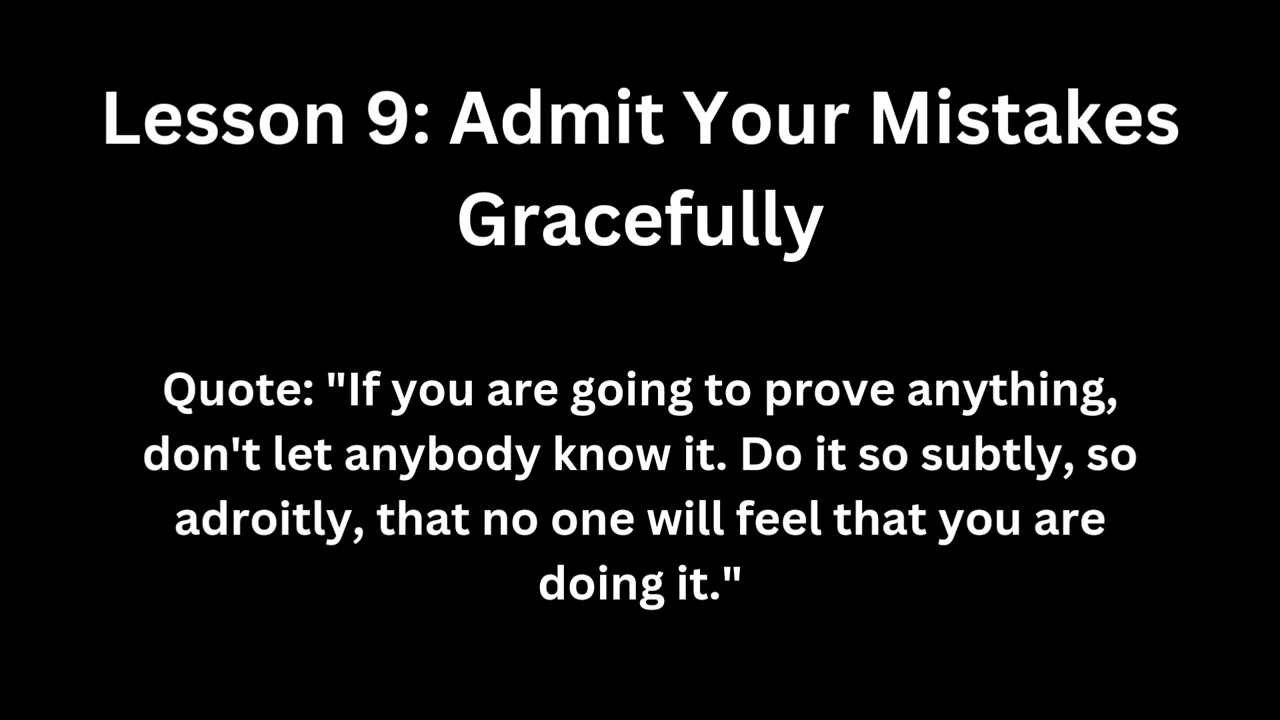 Lesson 9: Admit Your Mistakes
Gracefully
Quote: "If you are going to prove anything,
don't let anybody know it. Do it so subtly, so
adroitly, that no one will feel that you are
doing it."